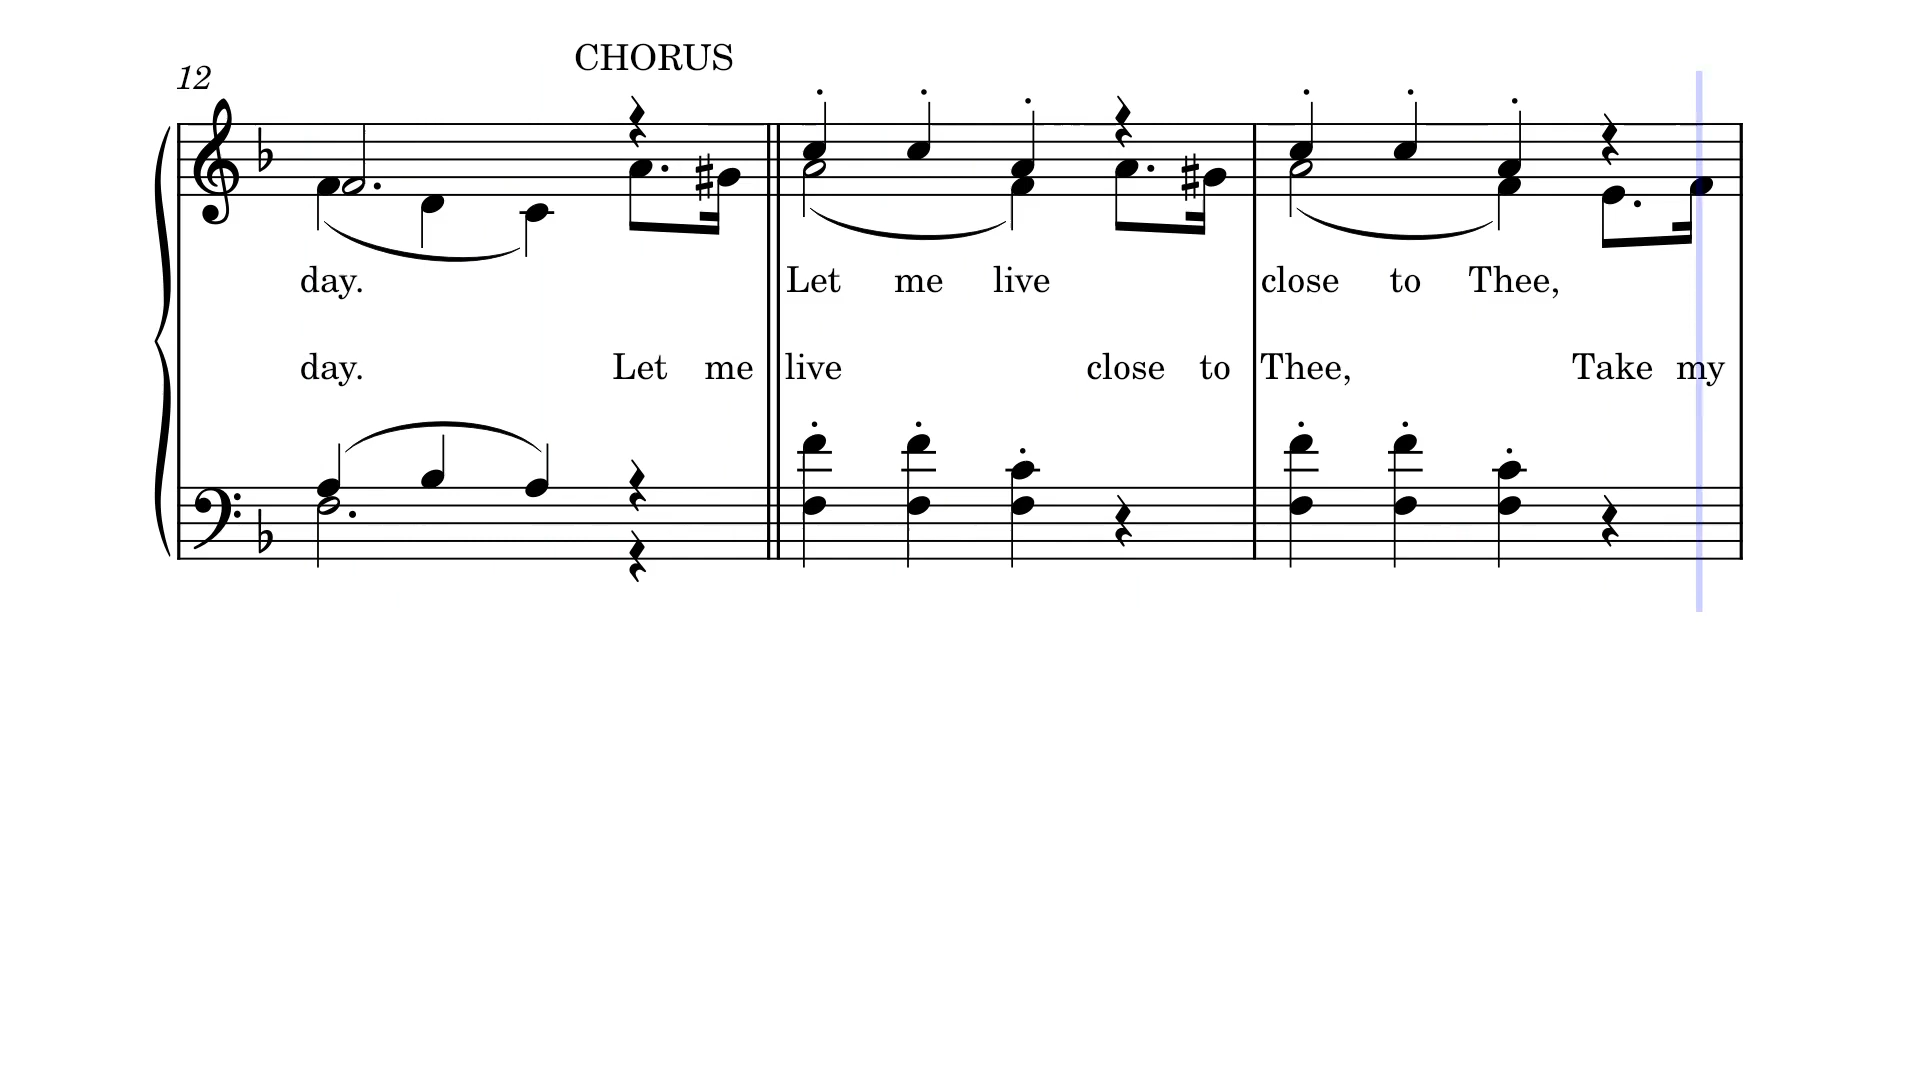 CHORUS
12
day. Let me live close to Thee,
day. Let me live close to Thee, Take my